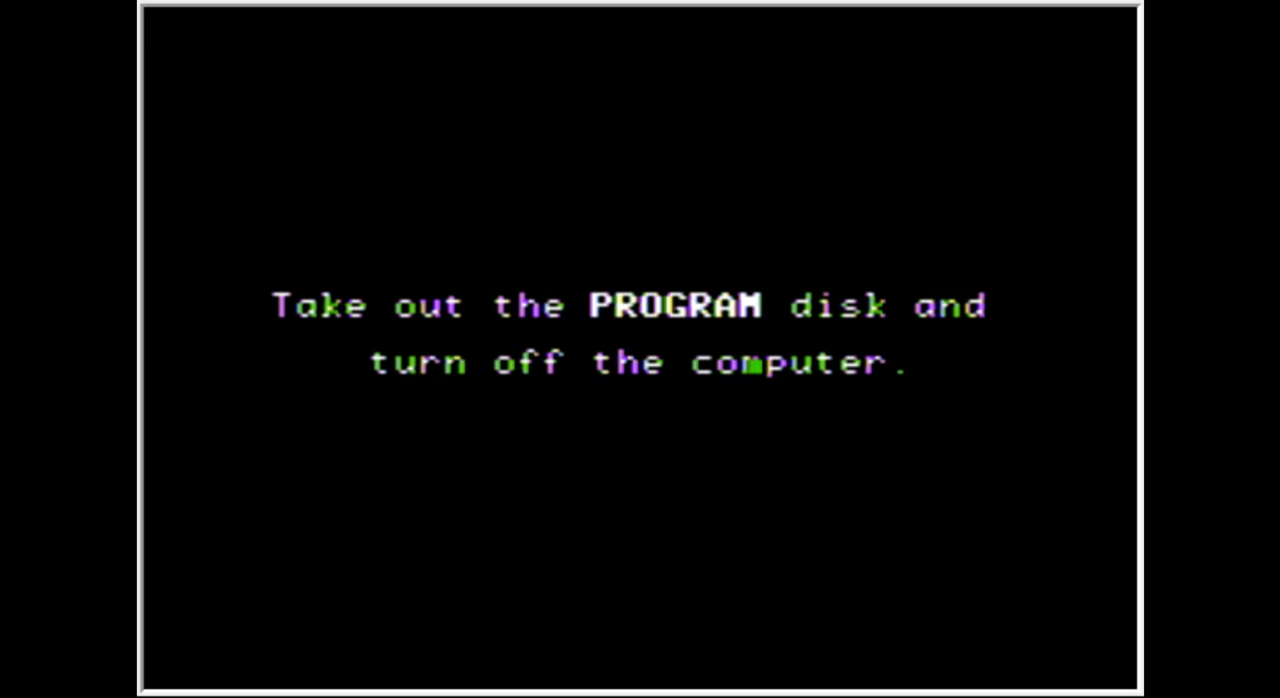 Take out the PROGRAM disk and
turn off the computer.